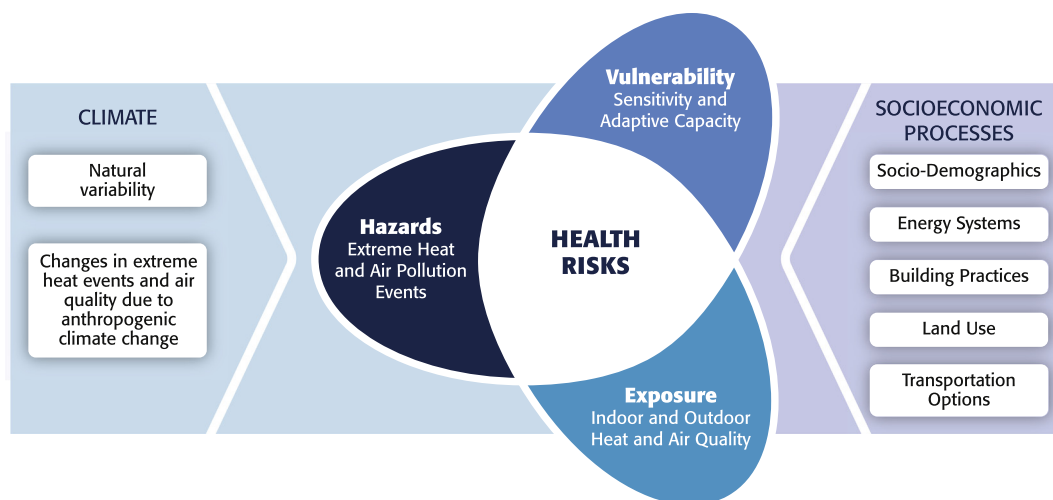 CLIMATE
Natural
variability
Changes in extreme
heat events and air
quality due to
anthropogenic
climate change
Hazards
Extreme Heat
and Air Pollution
Events
Vulnerability
Sensitivity and
Adaptive Capacity
HEALTH
RISKS
Exposure
Indoor and Outdoor
Heat and Air Quality
SOCIOECONOMIC
PROCESSES
Socio-Demographics
Energy Systems
Building Practices
Land Use
Transportation
Options